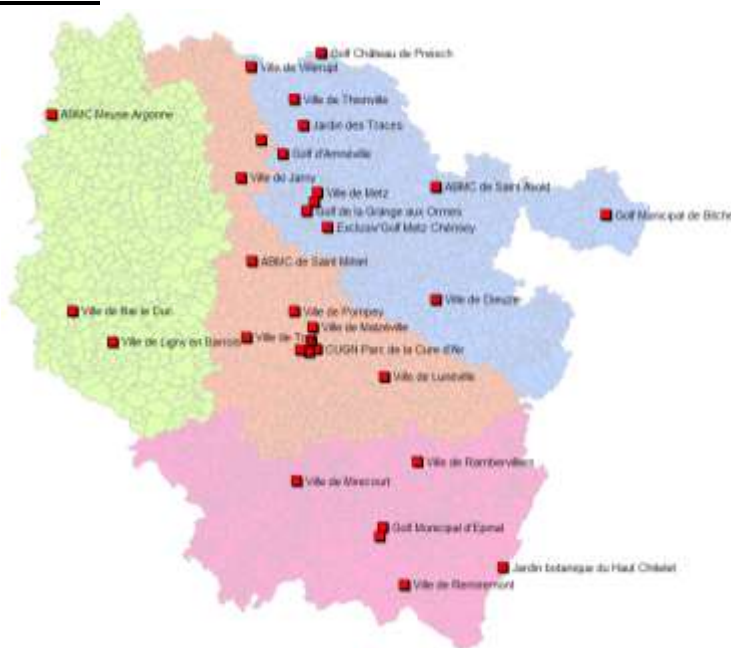 Golf Château de Preisch
Ville de Villerupt
Ville de Thionville
ABMC Meuse Argonne
Jardin des Traces
Golf d'Amnéville
Ville de Jarny
Ville de Metz
ABMC de Saint Avold
Golf de la Grange aux Ormes
Golf Municipal de Bitche
Exclusiv'Golf Metz Chérisey
ABMC de Saint Mihiel
Ville de Dieuze
Ville de Bar le Duc
Ville de Pompey
Ville de Malzéville
Ville de Ligny en Barrois
Ville de
CUGN Parc de la Cure d'Air
Ville de Lunéville
Ville de Rambervillers
Ville de Mirecourt
Golf Municipal d'Epinal
Jardin botanique du Haut Chitelet
Ville de Remiremont